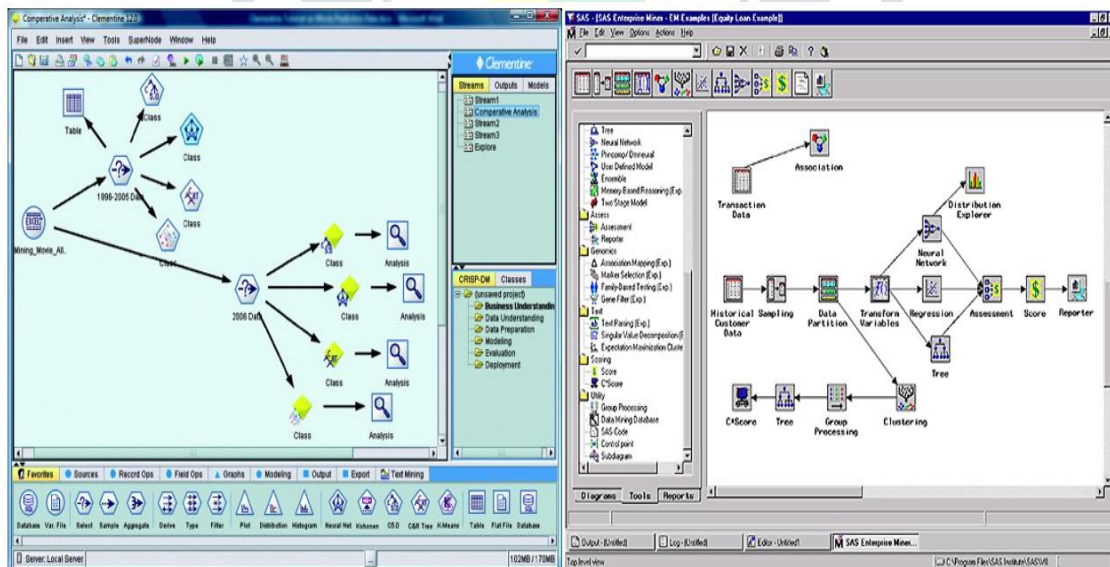 Comperative Analysis* - Clementine 12.0
File Edit Insert View Tools SuperNode Window Help
Table
C5.0
Class
Class
1996-2005 Data
Class
Class
EXCEL
Mining_Movie_All..
2006 Data
Class
Analysis
Class
Analysis
Class
Analysis
Class
Analysis
Clementine
Streams Outputs Models
Stream1
Comperative Analysis
Stream2
Stream3
Explore
CRISP-DM Classes
(unsaved project)
Business Understandin
Data Understanding
Data Preparation
Modeling
Evaluation
Deployment
Favorites Sources Record Ops Field Ops Graphs Modeling Output Export Text Mining
Database Var. File Select Sample Aggregate Derive Type Filter Plot Distribution Histogram Neural Net Kohonen C5.0 C&R Tree K-Means Table Flat File Database
Server: Local Server
102MB / 170MB
SAS - [SAS Enterprise Miner - EM Examples [Equity Loan Example]]
File Edit View Options Actions Help
Tree
Neural Network
Princomp/ Dmneural
User Defined Model
Ensemble
Memory-Based Reasoning (Exp.
Two Stage Model
Assess
Assessment
Reporter
Genomics
Association Mapping (Exp.)
Marker Selection (Exp.)
Family-Based Testing (Exp.)
Gene Filter (Exp.)
Text
Text Parsing (Exp.)
Singular Value Decomposition (E
Expectation Maximization Cluste
Scoring
Score
C*Score
Utility
Group Processing
Data Mining Database
SAS Code
Control point
Subdiagram
Diagrams Tools Reports
Association
Transaction
Data
Distribution
Explorer
Neural
Network
Historical
Customer
Data
Sampling
Data
Partition
Transform
Variables
Regression
Assessment
Score
Reporter
Tree
C*Score
Tree
Group
Processing
Clustering
Output - (Untitled) Log - (Untitled) Editor - Untitled1 SAS Enterprise Miner...
Top level view
C:\Program Files\SAS Institute\SAS\V8